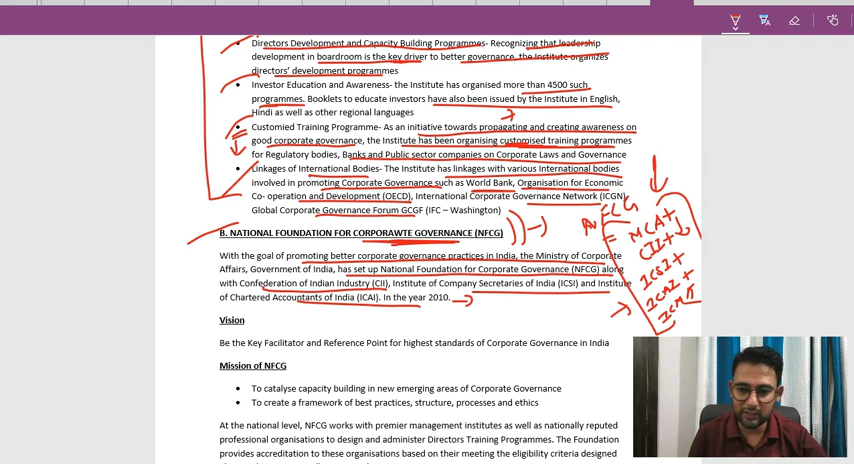 • Directors Development and Capacity Building Programmes- Recognizing that leadership
development in boardroom is the key driver to better governance, the Institute organizes
directors' development programmes
• Investor Education and Awareness- the Institute has organised more than 4500 such
programmes. Booklets to educate investors have also been issued by the Institute in English,
Hindi as well as other regional languages
• Customied Training Programme- As an initiative towards propagating and creating awareness on
good corporate governance, the Institute has been organising customised training programmes
for Regulatory bodies, Banks and Public sector companies on Corporate Laws and Governance
• Linkages of International Bodies- The Institute has linkages with various International bodies
involved in promoting Corporate Governance such as World Bank, Organisation for Economic
Co- operation and Development (OECD), International Corporate Governance Network (ICGN),
Global Corporate Governance Forum GCGF (IFC – Washington)
B. NATIONAL FOUNDATION FOR CORPORAWTE GOVERNANCE (NFCG)
With the goal of promoting better corporate governance practices in India, the Ministry of Corporate
Affairs, Government of India, has set up National Foundation for Corporate Governance (NFCG) along
with Confederation of Indian Industry (CII), Institute of Company Secretaries of India (ICSI) and Institute
of Chartered Accountants of India (ICAI). In the year 2010.
MCA+
CII+
ICSI+
ICAI+
ICMA
Vision
Be the Key Facilitator and Reference Point for highest standards of Corporate Governance in India
Mission of NFCG
• To catalyse capacity building in new emerging areas of Corporate Governance
• To create a framework of best practices, structure, processes and ethics
At the national level, NFCG works with premier management institutes as well as nationally reputed
professional organisations to design and administer Directors Training Programmes. The Foundation
provides accreditation to these organisations based on their meeting the eligibility criteria designed